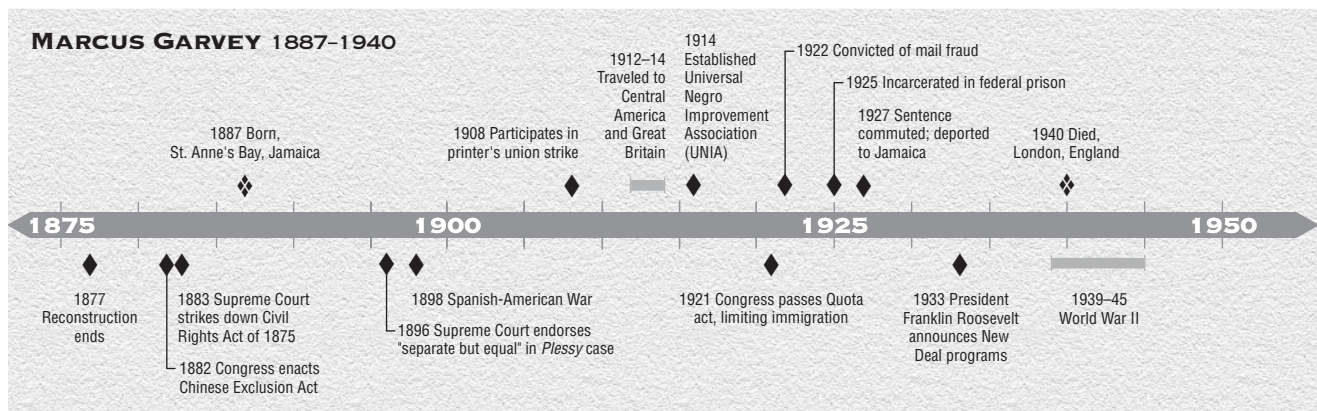 MARCUS GARVEY 1887–1940
1887 Born,
St. Anne's Bay, Jamaica
1908 Participates in
printer's union strike
1912–14
Traveled to
Central
America
and Great
Britain
1914
Established
Universal
Negro
Improvement
Association
(UNIA)
1922 Convicted of mail fraud
1925 Incarcerated in federal prison
1927 Sentence
commuted; deported
to Jamaica
1940 Died,
London, England
1875
1900
1925
1950
1877
Reconstruction
ends
1883 Supreme Court
strikes down Civil
Rights Act of 1875
1882 Congress enacts
Chinese Exclusion Act
1898 Spanish-American War
1896 Supreme Court endorses
"separate but equal" in Plessy case
1921 Congress passes Quota
act, limiting immigration
1933 President
Franklin Roosevelt
announces New
Deal programs
1939–45
World War II